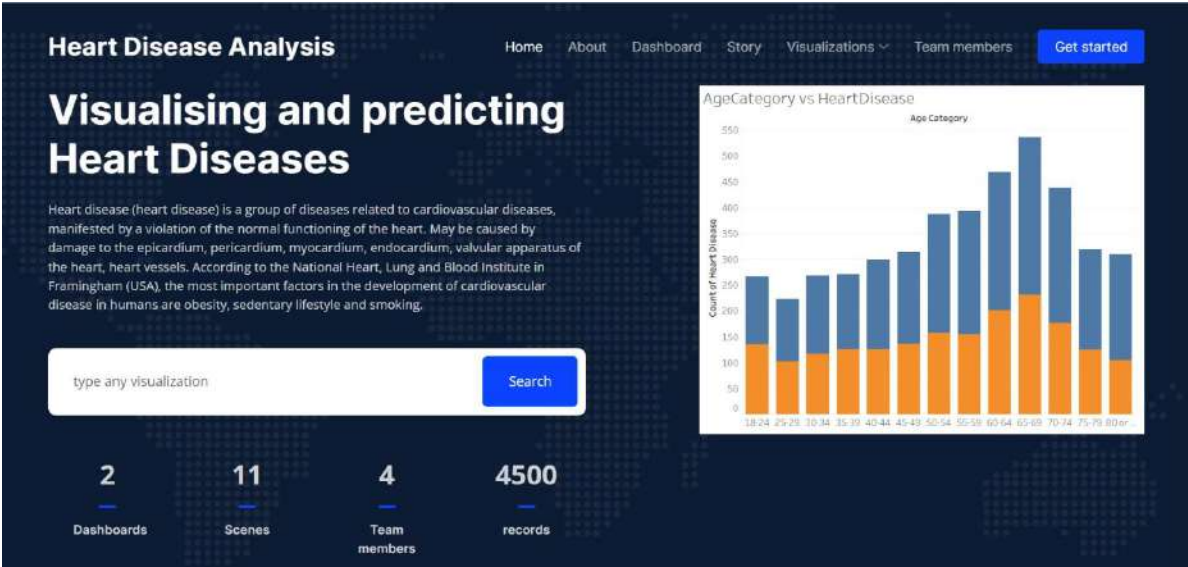 Heart Disease Analysis
Home About Dashboard Story Visualizations Team members Get started
Visualising and predicting
Heart Diseases
Heart disease (heart disease) is a group of diseases related to cardiovascular diseases,
manifested by a violation of the normal functioning of the heart. May be caused by
damage to the epicardium, pericardium, myocardium, endocardium, valvular apparatus of
the heart, heart vessels. According to the National Heart, Lung and Blood Institute in
Framingham (USA), the most important factors in the development of cardiovascular
disease in humans are obesity, sedentary lifestyle and smoking.
type any visualization Search
2 11 4 4500
Dashboards Scenes Team members records
AgeCategory vs HeartDisease
Age Category
Count of Heart Disease
550
500
450
400
350
300
250
200
150
100
50
0
18-24 25-29 30-34 35-39 40-44 45-49 50-54 55-59 60-64 65-69 70-74 75-79 80 or ..